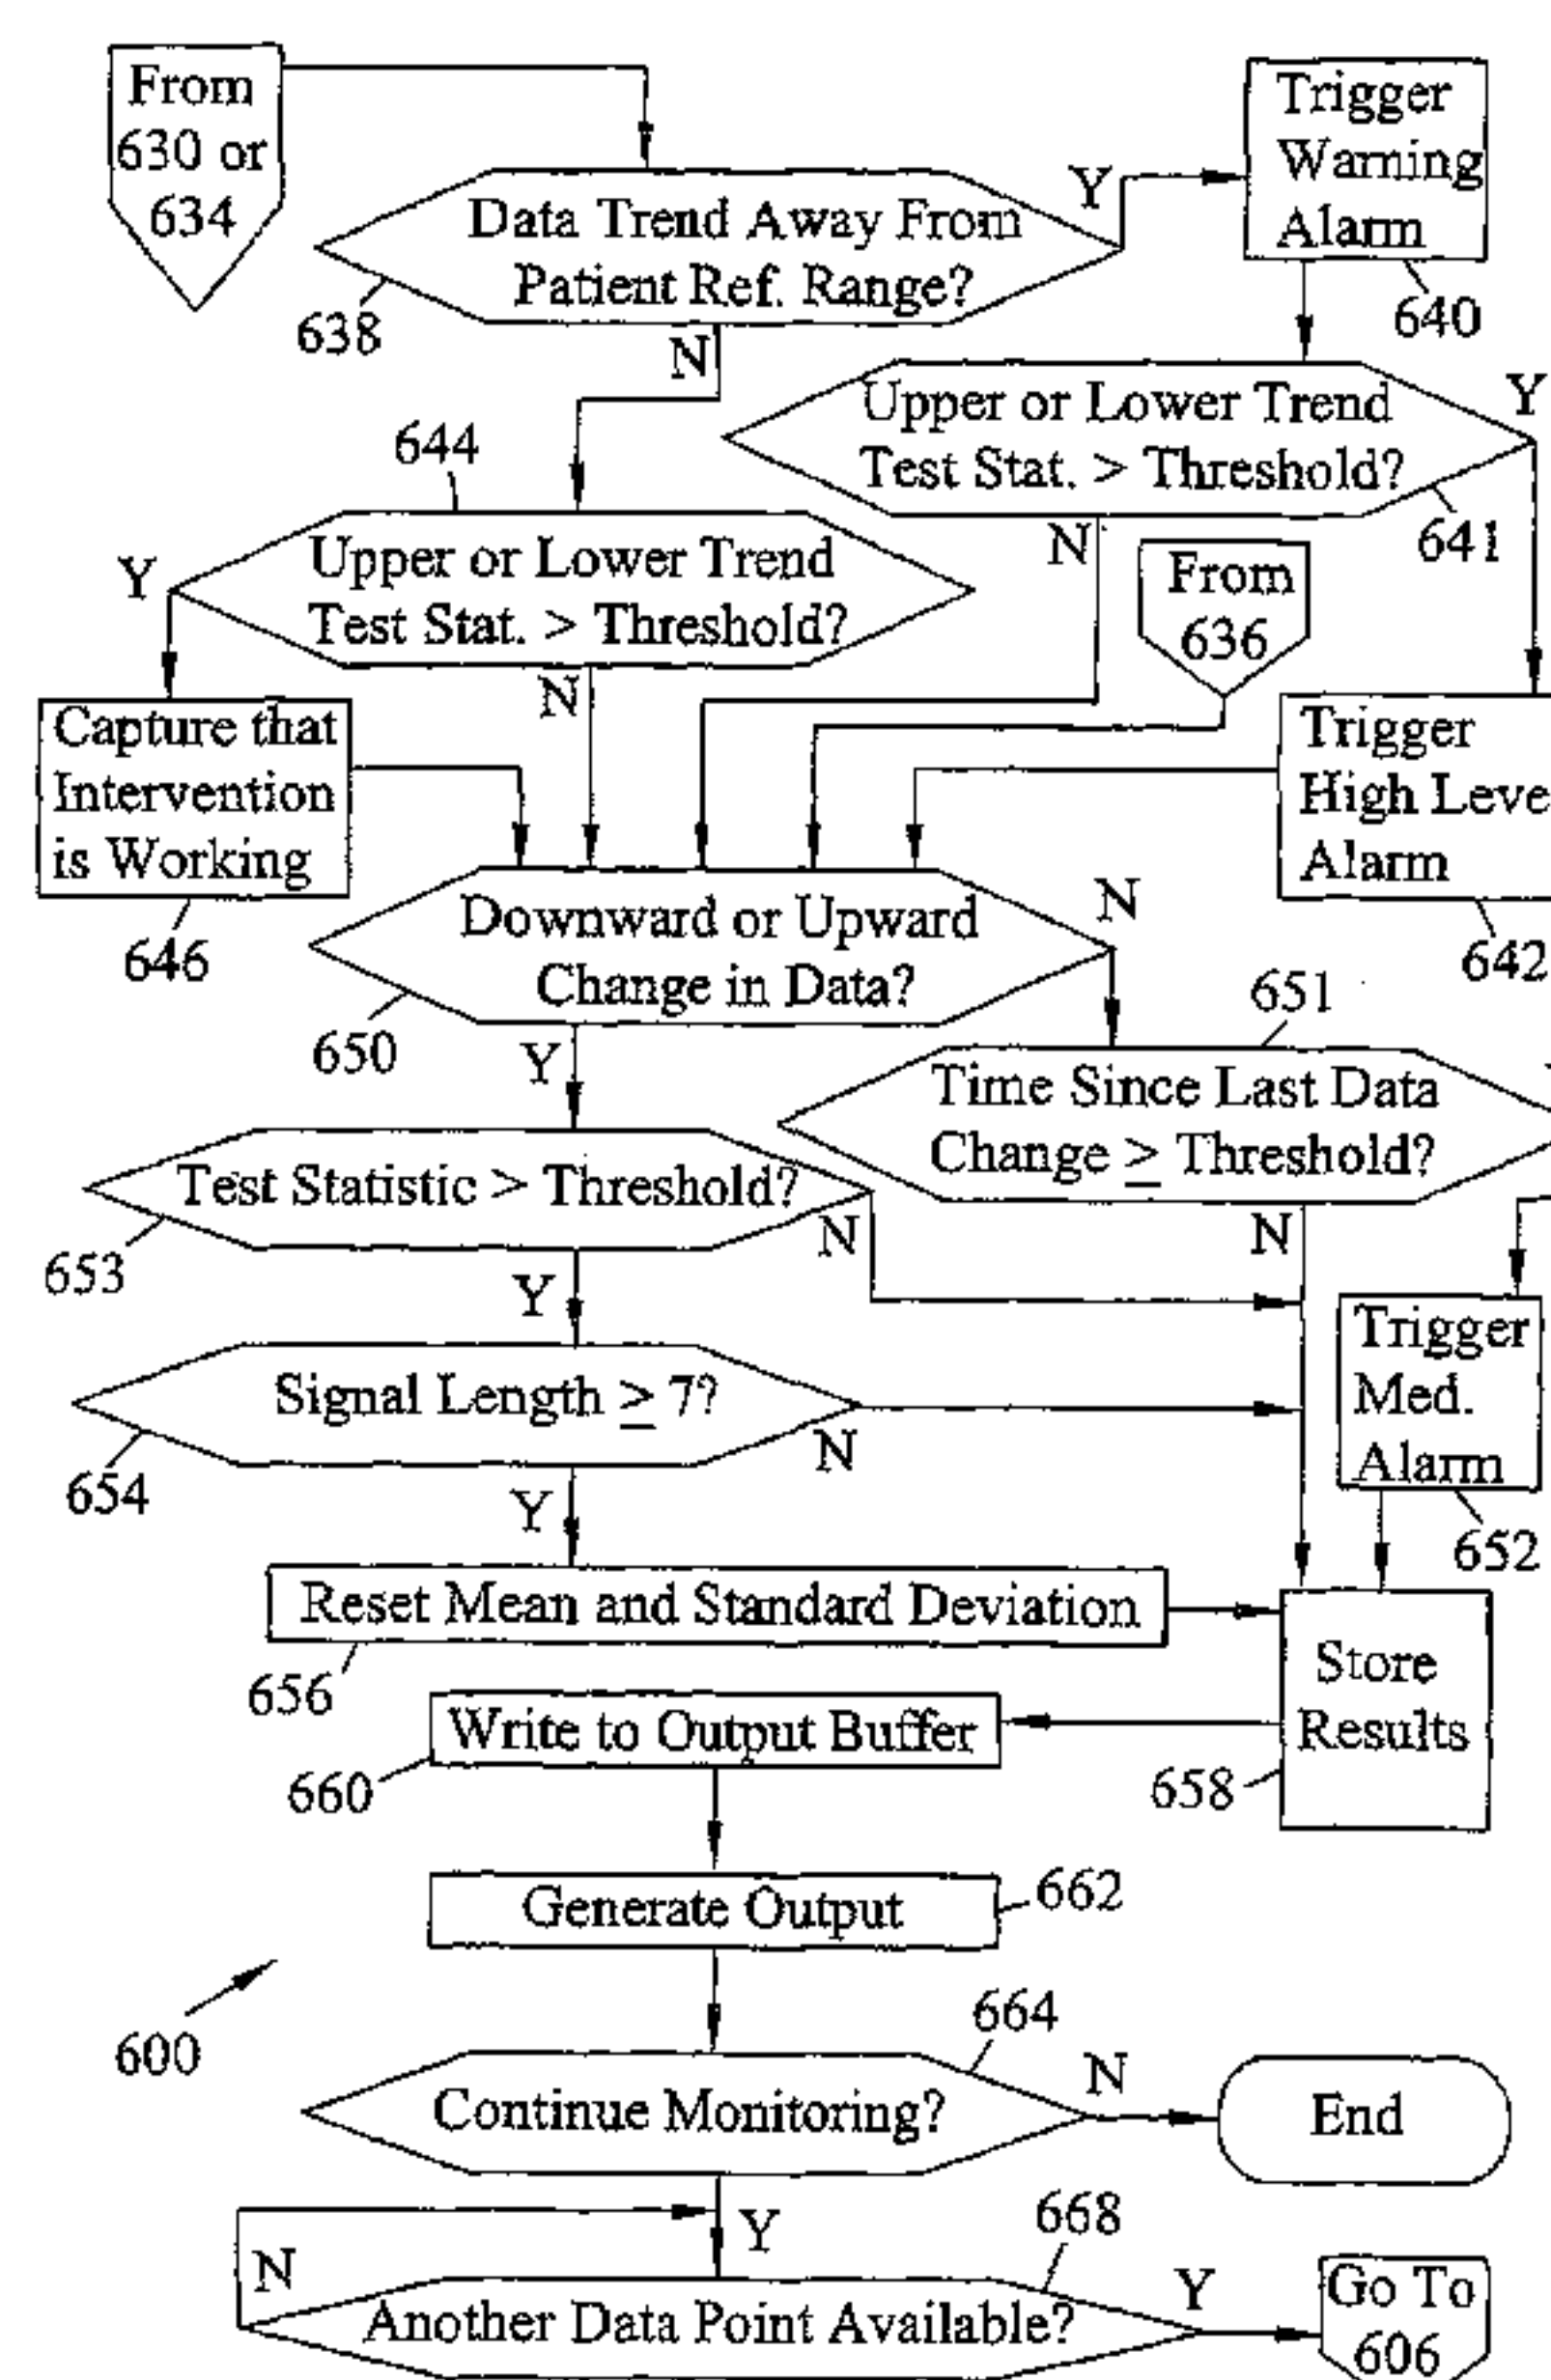 From
630 or
634
Trigger
Warning
Alarm
640
Data Trend Away From
Patient Ref. Range?
Y
638
N
Upper or Lower Trend
Test Stat. > Threshold?
Y
641
N
644
Upper or Lower Trend
Test Stat. > Threshold?
Y
N
From
636
Capture that
Intervention
is Working
646
Trigger
High Leve
Alarm
642
Downward or Upward
Change in Data?
N
650
Y
651
Time Since Last Data
Change ≥ Threshold?
N
Test Statistic > Threshold?
N
653
Y
Trigger
Med.
Alarm
652
Signal Length ≥ 7?
N
654
Y
Reset Mean and Standard Deviation
656
Store
Results
658
Write to Output Buffer
660
Generate Output
662
600
664
Continue Monitoring?
N
End
Y
668
N
Another Data Point Available?
Y
Go To
606